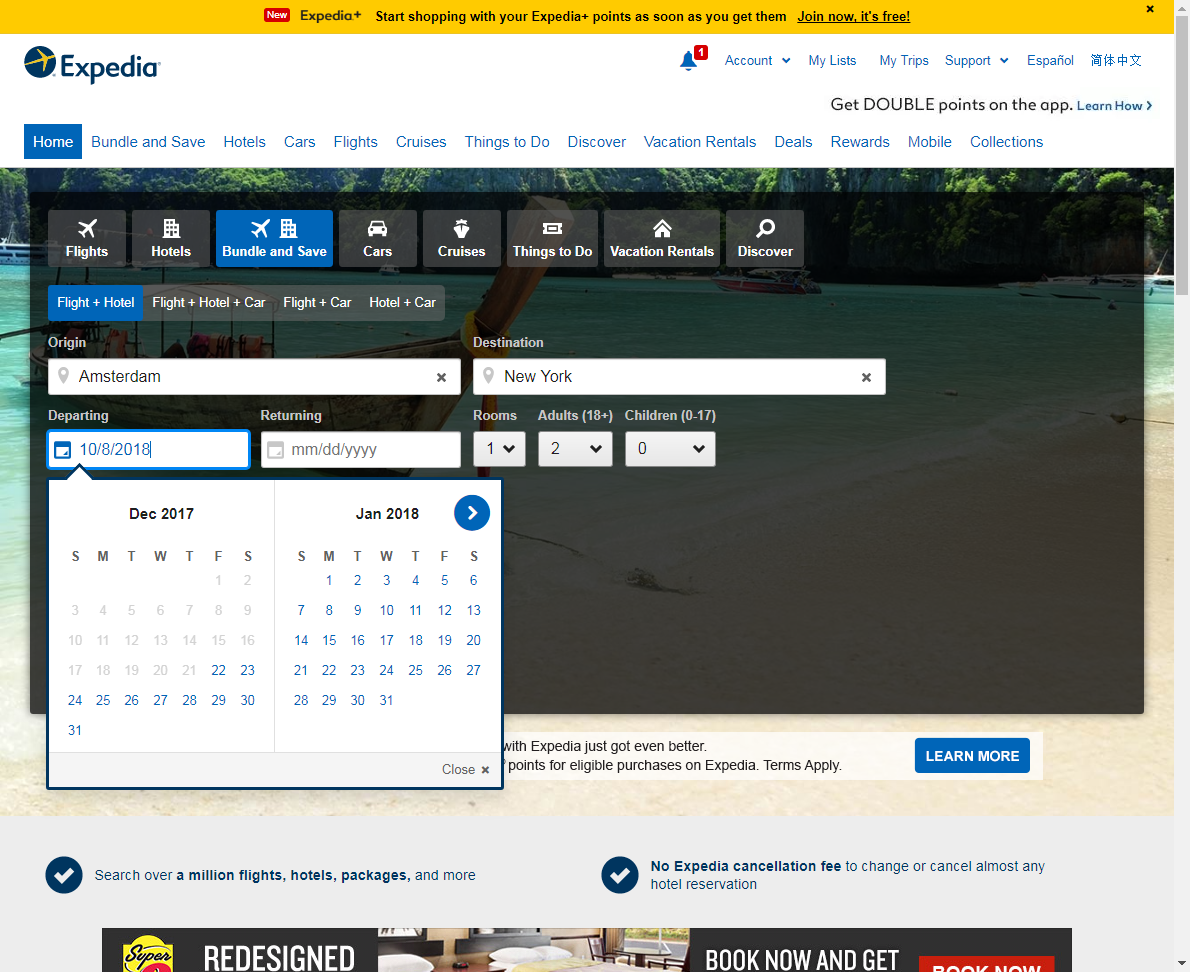 New Expedia+ Start shopping with your Expedia+ points as soon as you get them Join now, it's free!
Expedia
1 Account My Lists My Trips Support Español 简体中文
Get DOUBLE points on the app. Learn How >
Home Bundle and Save Hotels Cars Flights Cruises Things to Do Discover Vacation Rentals Deals Rewards Mobile Collections
Flights Hotels Bundle and Save Cars Cruises Things to Do Vacation Rentals Discover
Flight + Hotel Flight + Hotel + Car Flight + Car Hotel + Car
Origin Destination
Amsterdam New York
Departing Returning Rooms Adults (18+) Children (0-17)
10/8/2018 mm/dd/yyyy 1 2 0
Dec 2017 Jan 2018
S M T W T F S S M T W T F S
1 2 1 2 3 4 5 6
3 4 5 6 7 8 9 7 8 9 10 11 12 13
10 11 12 13 14 15 16 14 15 16 17 18 19 20
17 18 19 20 21 22 23 21 22 23 24 25 26 27
24 25 26 27 28 29 30 28 29 30 31
31
with Expedia just got even better.
points for eligible purchases on Expedia. Terms Apply.
LEARN MORE
Close ×
Search over a million flights, hotels, packages, and more
No Expedia cancellation fee to change or cancel almost any
hotel reservation
Super
REDESIGNED
BOOK NOW AND GET
BOOK NOW